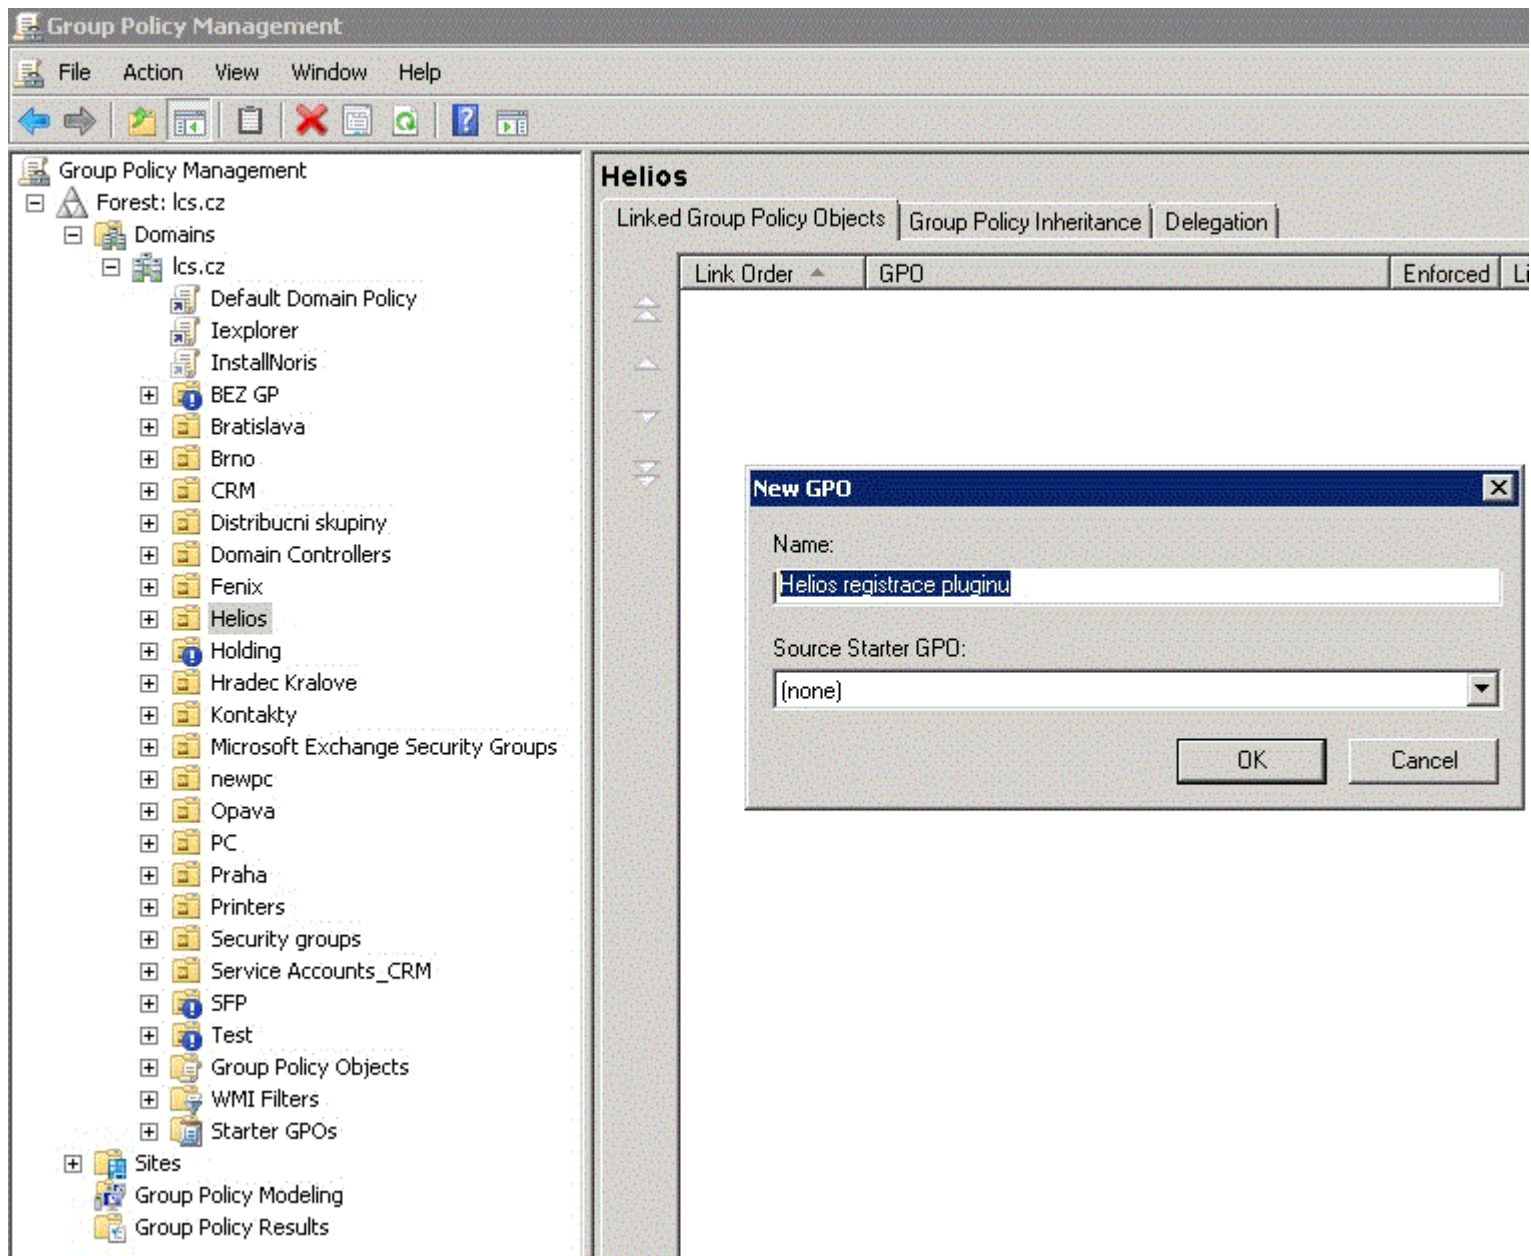 Group Policy Management
File Action View Window Help
Group Policy Management
Forest: lcs.cz
Domains
lcs.cz
Default Domain Policy
Iexplorer
InstallNoris
BEZ GP
Bratislava
Brno
CRM
Distribucni skupiny
Domain Controllers
Fenix
Helios
Holding
Hradec Kralove
Kontakty
Microsoft Exchange Security Groups
newpc
Opava
PC
Praha
Printers
Security groups
Service Accounts_CRM
SFP
Test
Group Policy Objects
WMI Filters
Starter GPOs
Sites
Group Policy Modeling
Group Policy Results
Helios
Linked Group Policy Objects Group Policy Inheritance Delegation
Link Order GPO Enforced Li
New GPO
Name:
Helios registrace pluginu
Source Starter GPO:
(none)
OK Cancel